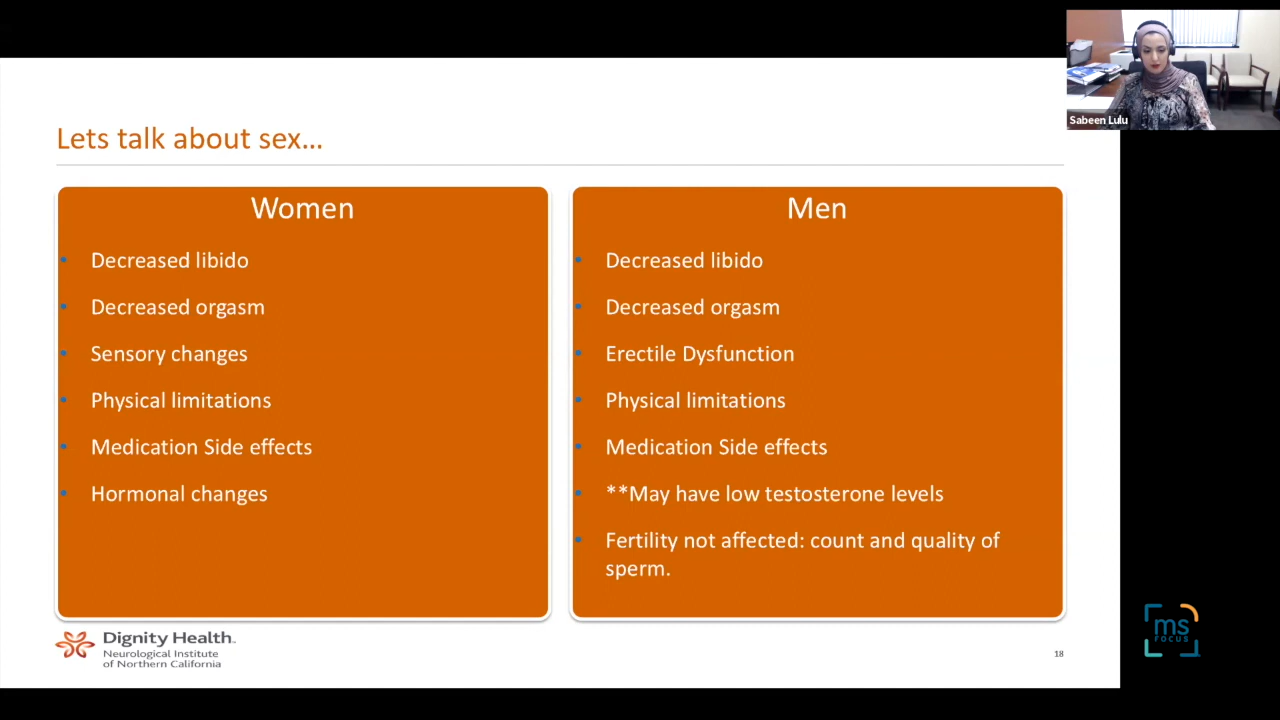 Sabeen Lulu
Lets talk about sex...
Women
• Decreased libido
• Decreased orgasm
• Sensory changes
• Physical limitations
• Medication Side effects
• Hormonal changes
Men
• Decreased libido
• Decreased orgasm
• Erectile Dysfunction
• Physical limitations
• Medication Side effects
• **May have low testosterone levels
• Fertility not affected: count and quality of
sperm.
Dignity Health™
Neurological Institute
of Northern California
18
ms
FOCUS